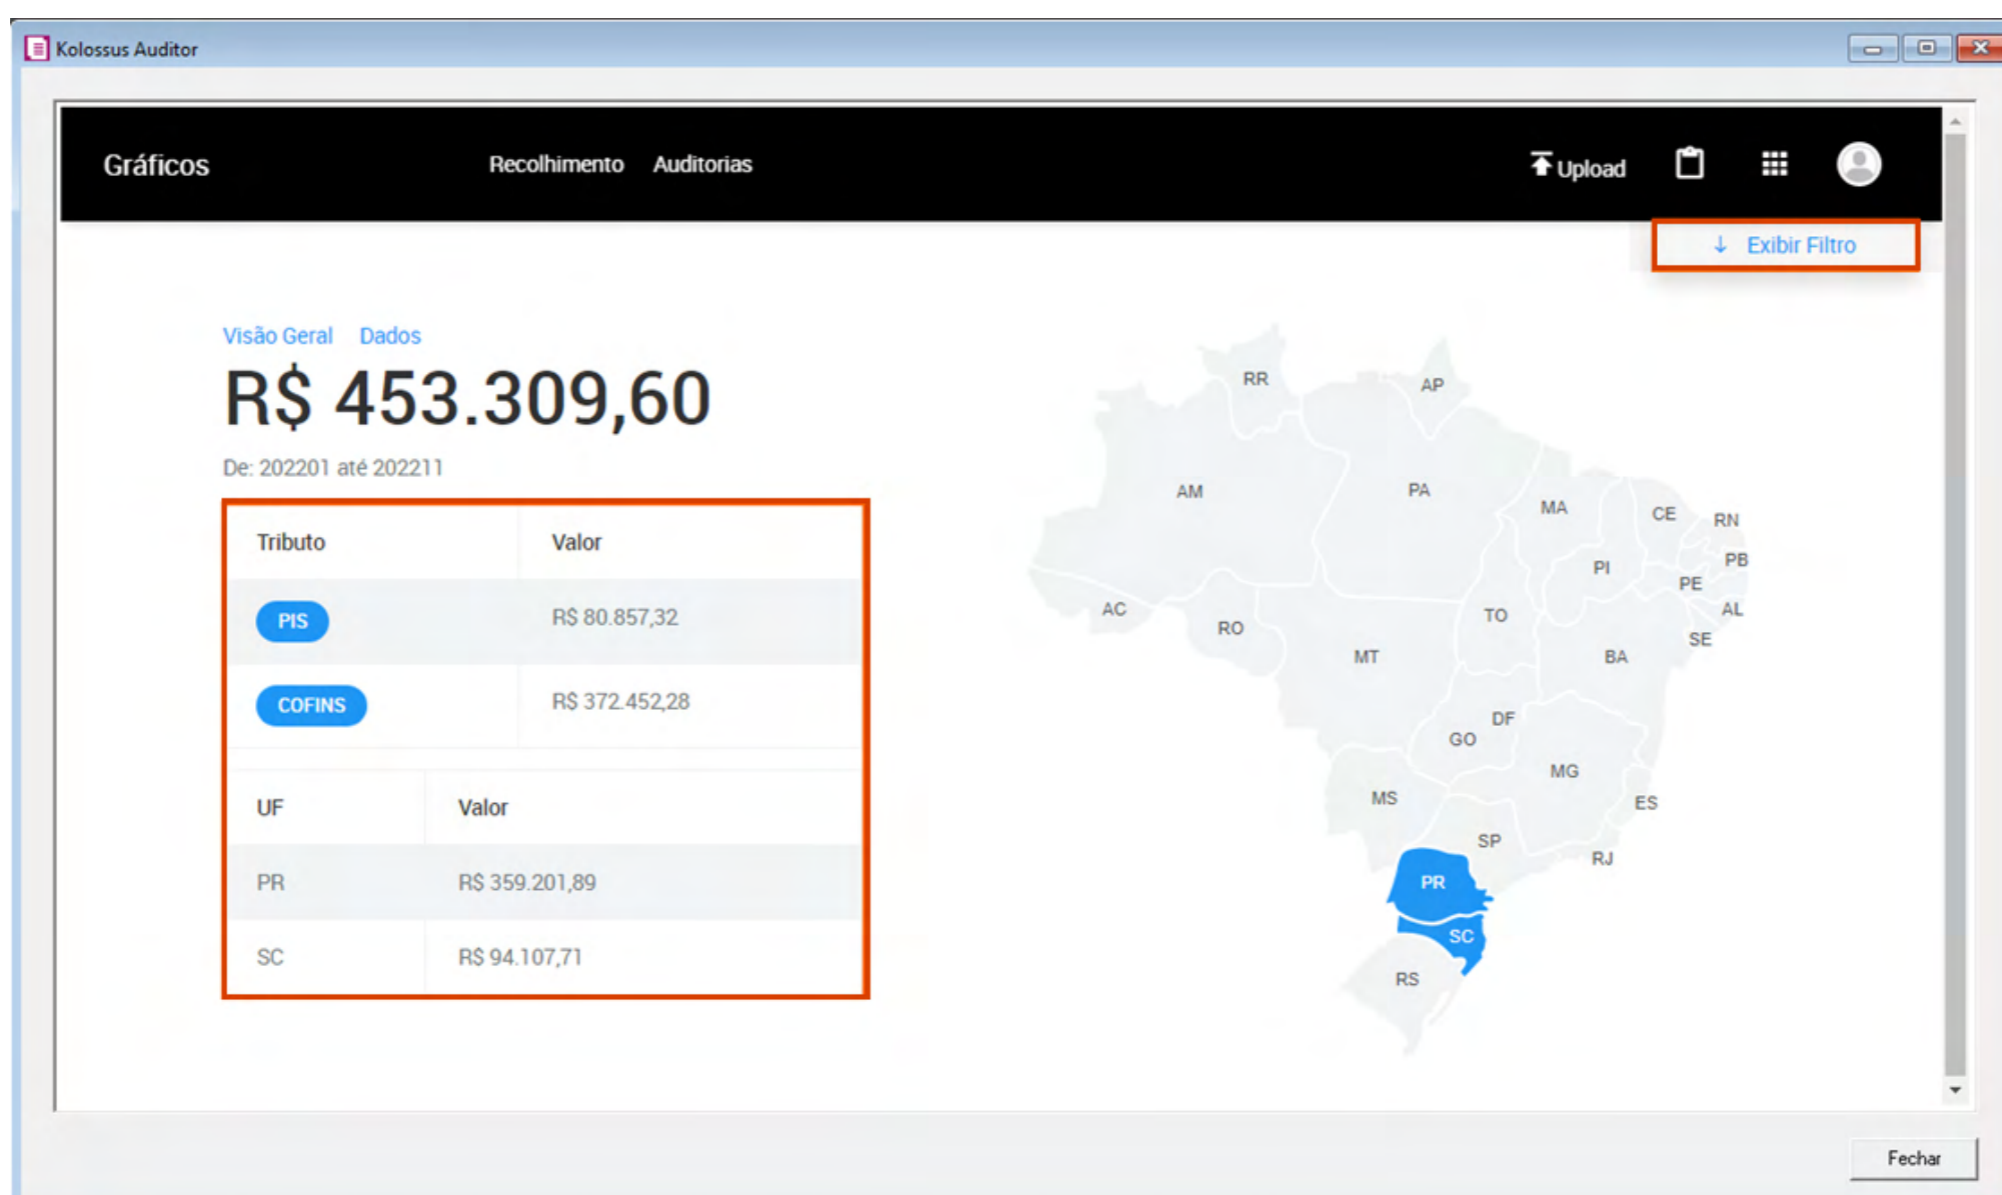 Kolossus Auditor
Gráficos Recolhimento Auditorias Upload
↓ Exibir Filtro
Visão Geral Dados
R$ 453.309,60
De: 202201 até 202211
Tributo Valor
PIS R$ 80.857,32
COFINS R$ 372.452,28
UF Valor
PR R$ 359.201,89
SC R$ 94.107,71
RR
AP
AM
PA
MA
CE
RN
PB
PI
PE
AC
AL
RO
TO
SE
MT
BA
DF
GO
MG
MS
ES
SP
RJ
PR
SC
RS
Fechar